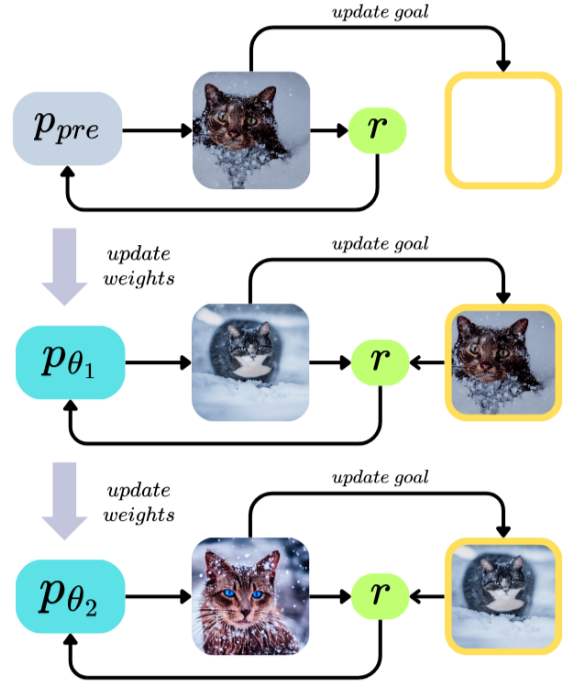 update goal
p_pre
r
update
weights
update goal
p_θ₁
r
update
weights
update goal
p_θ₂
r